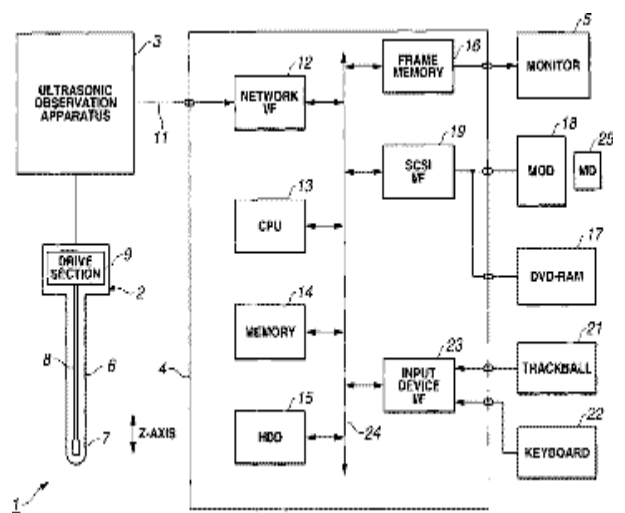 3
ULTRASONIC
OBSERVATION
APPARATUS
11
12
NETWORK
I/F
16
FRAME
MEMORY
5
MONITOR
19
SCSI
I/F
18
MOD
25
MD
13
CPU
17
DVD-RAM
9
DRIVE
SECTION
2
14
MEMORY
21
TRACKBALL
8
6
4
23
INPUT
DEVICE
I/F
15
HDD
24
22
KEYBOARD
7
Z-AXIS
1